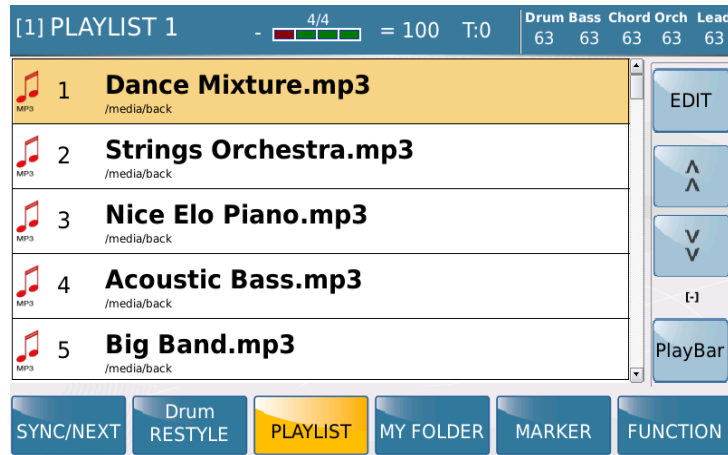 [1] PLAYLIST 1 - 4/4 = 100 T:0
Drum Bass Chord Orch Lead
63 63 63 63 63
MP3 1 Dance Mixture.mp3
/media/back
MP3 2 Strings Orchestra.mp3
/media/back
MP3 3 Nice Elo Piano.mp3
/media/back
MP3 4 Acoustic Bass.mp3
/media/back
MP3 5 Big Band.mp3
/media/back
EDIT
[-]
PlayBar
SYNC/NEXT
Drum
RESTYLE
PLAYLIST
MY FOLDER
MARKER
FUNCTION